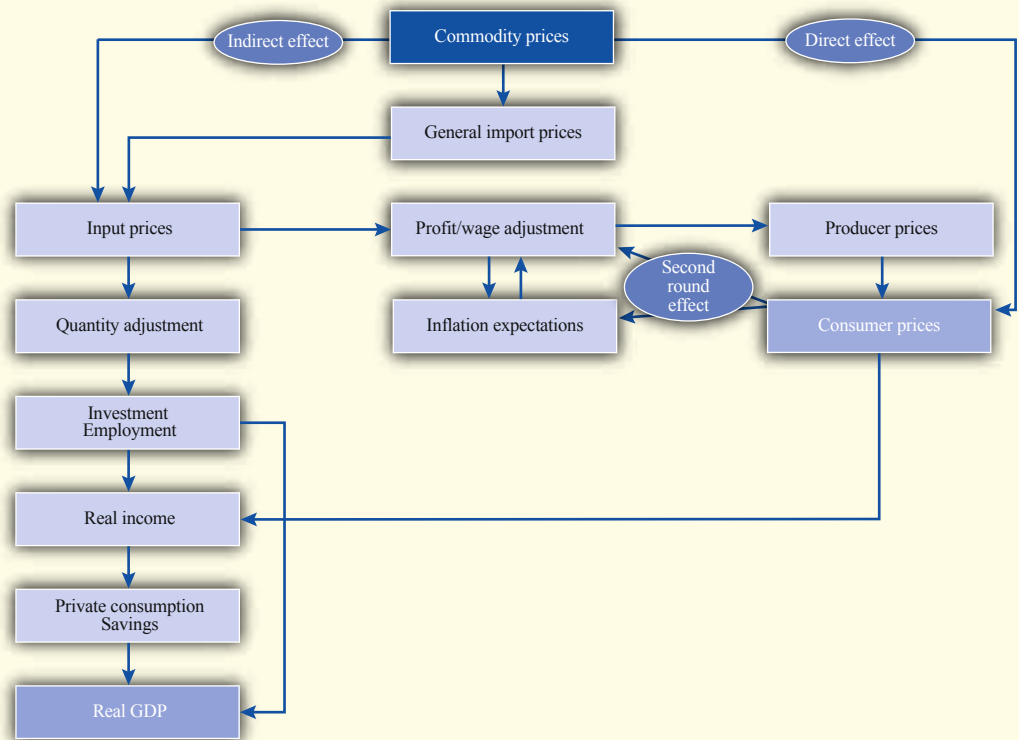 Indirect effect
Commodity prices
Direct effect
General import prices
Input prices
Profit/wage adjustment
Producer prices
Second
round
effect
Quantity adjustment
Inflation expectations
Consumer prices
Investment
Employment
Real income
Private consumption
Savings
Real GDP